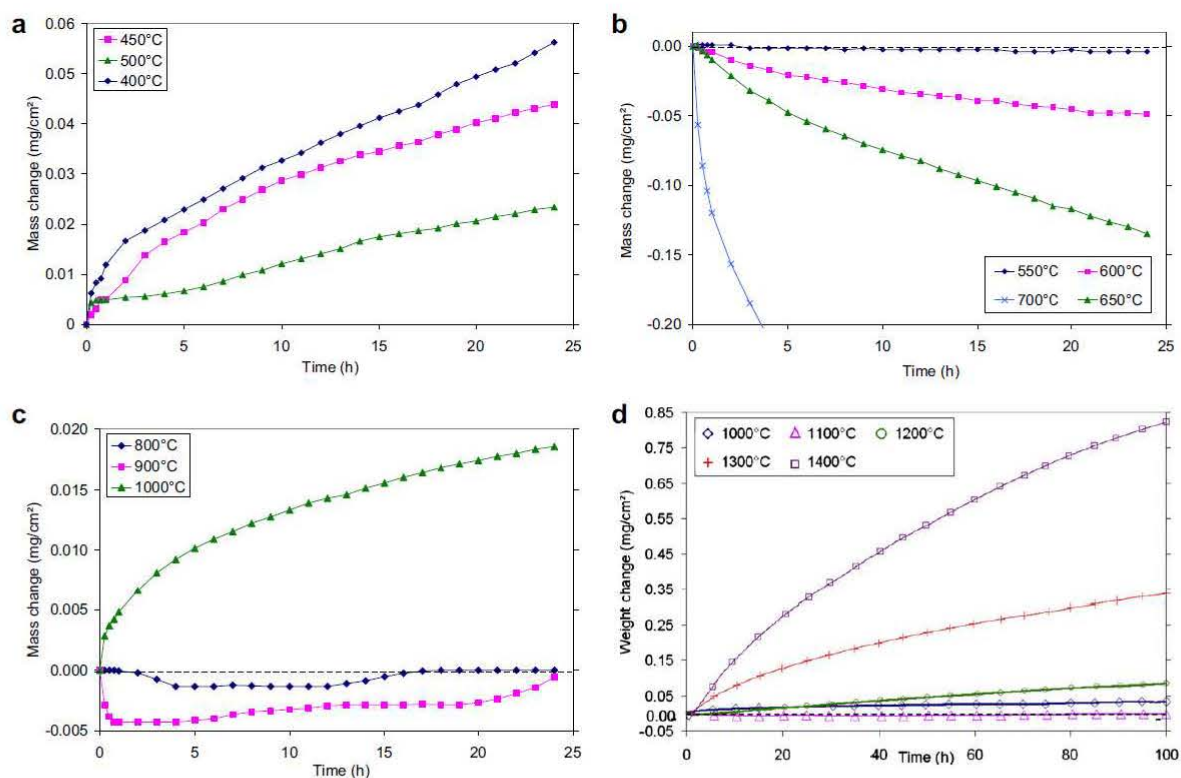 a
0.06
0.05
0.04
0.03
0.02
0.01
0
Mass change (mg/cm²)
450°C
500°C
400°C
0 5 10 15 20 25
Time (h)
b
0.00
-0.05
-0.10
-0.15
-0.20
Mass change (mg/cm²)
550°C 600°C
700°C 650°C
0 5 10 15 20 25
Time (h)
c
0.020
0.015
0.010
0.005
0.000
-0.005
Mass change (mg/cm²)
800°C
900°C
1000°C
0 5 10 15 20 25
Time (h)
d
0.85
0.75
0.65
0.55
0.45
0.35
0.25
0.15
0.05
0.00
-0.05
Weight change (mg/cm²)
1000°C 1100°C 1200°C
1300°C 1400°C
0 20 40 60 80 100
Time (h)